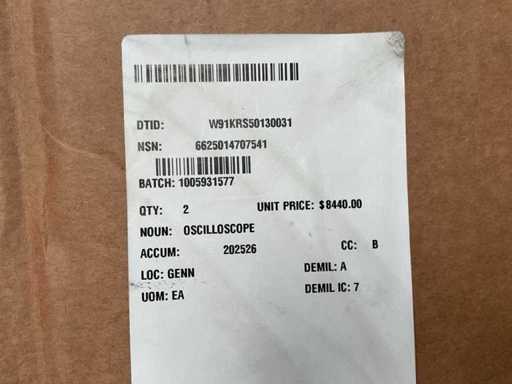 DTID: W91KRS50130031
NSN: 6625014707541
BATCH: 1005931577
QTY: 2 UNIT PRICE: $8440.00
NOUN: OSCILLOSCOPE
ACCUM: 202526 CC: B
LOC: GENN DEMIL: A
UOM: EA DEMIL IC: 7